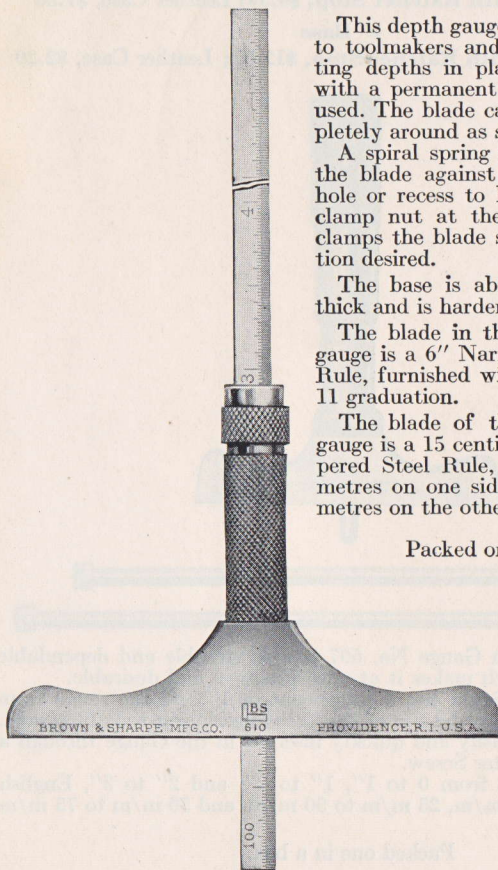 This depth gauge
to toolmakers and
ting depths in pla
with a permanent
used. The blade ca
pletely around as s
A spiral spring
the blade against
hole or recess to
clamp nut at the
clamps the blade s
tion desired.
The base is ab
thick and is harden
The blade in th
gauge is a 6″ Nar
Rule, furnished wi
11 graduation.
The blade of t
gauge is a 15 centi
pered Steel Rule,
metres on one sid
metres on the othe
Packed on
4
3
BS
610
BROWN & SHARPE MFG.CO. PROVIDENCE, R.I. U.S.A.
100